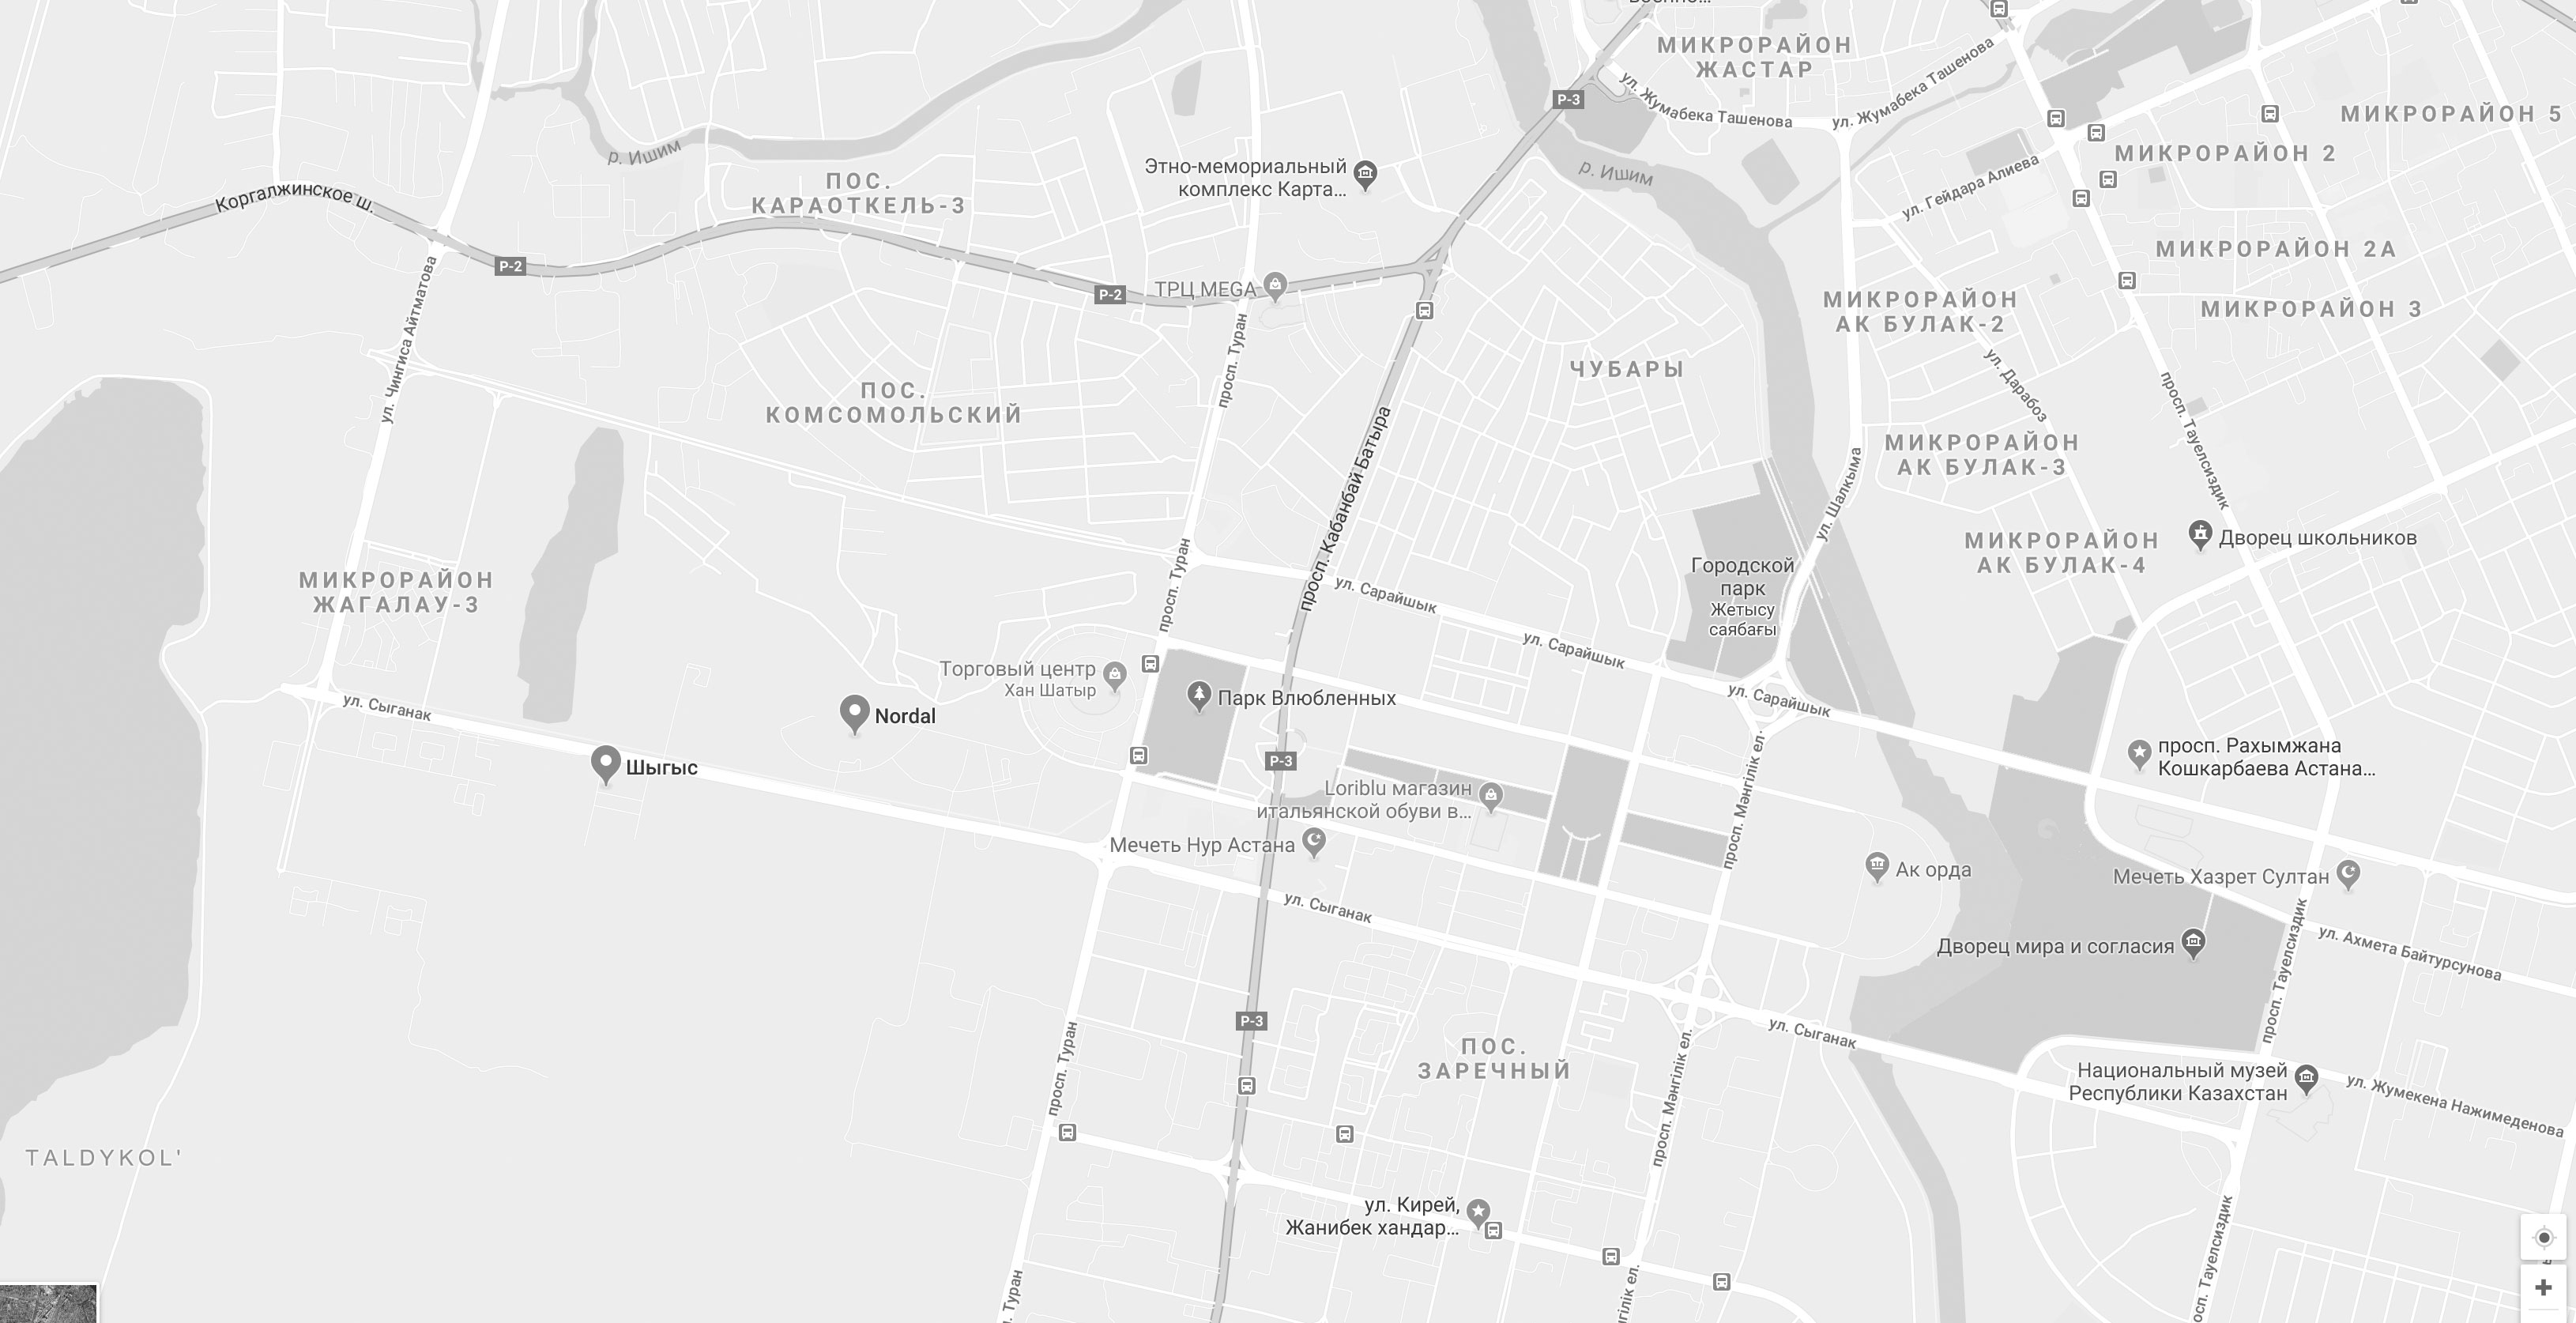 МИКРОРАЙОН
ЖАСТАР
P-3
ул. Жумабека Ташенова
ул. Жумабека Ташенова
МИКРОРАЙОН 5
МИКРОРАЙОН 2
р. Ишим
р. Ишим
Этно-мемориальный
комплекс Карта...
ул. Гейдара Алиева
ПОС.
КАРАОТКЕЛЬ-3
Коргалжинское ш.
МИКРОРАЙОН 2А
P-2
P-2
ТРЦ MEGA
МИКРОРАЙОН
АК БУЛАК-2
МИКРОРАЙОН 3
ул. Чингиса Айтматова
просп. Туран
ЧУБАРЫ
ул. Дарабоз
просп. Тауелсиздик
ПОС.
КОМСОМОЛЬСКИЙ
просп. Кабанбай Батыра
МИКРОРАЙОН
АК БУЛАК-3
ул. Шалкыма
Дворец школьников
МИКРОРАЙОН
АК БУЛАК-4
МИКРОРАЙОН
ЖАГАЛАУ-3
просп. Туран
ул. Сарайшык
Городской
парк
Жетысу
саябағы
ул. Сарайшык
Торговый центр
Хан Шатыр
Парк Влюбленных
ул. Сарайшык
ул. Сыганак
Nordal
Шыгыс
P-3
просп. Мәңгілік ел.
просп. Рахымжана
Кошкарбаева Астана...
Loriblu магазин
итальянской обуви в...
Мечеть Нур Астана
Ак орда
Мечеть Хазрет Султан
ул. Сыганак
Дворец мира и согласия
ул. Ахмета Байтурсунова
просп. Тауелсиздик
P-3
ул. Сыганак
ПОС.
ЗАРЕЧНЫЙ
просп. Туран
просп. Мәңгілік ел.
Национальный музей
Республики Казахстан
ул. Жумекена Нажимеденова
TALDYKOL'
ул. Кирей,
Жанибек хандар...
Туран
ел.
Тауелсиздик